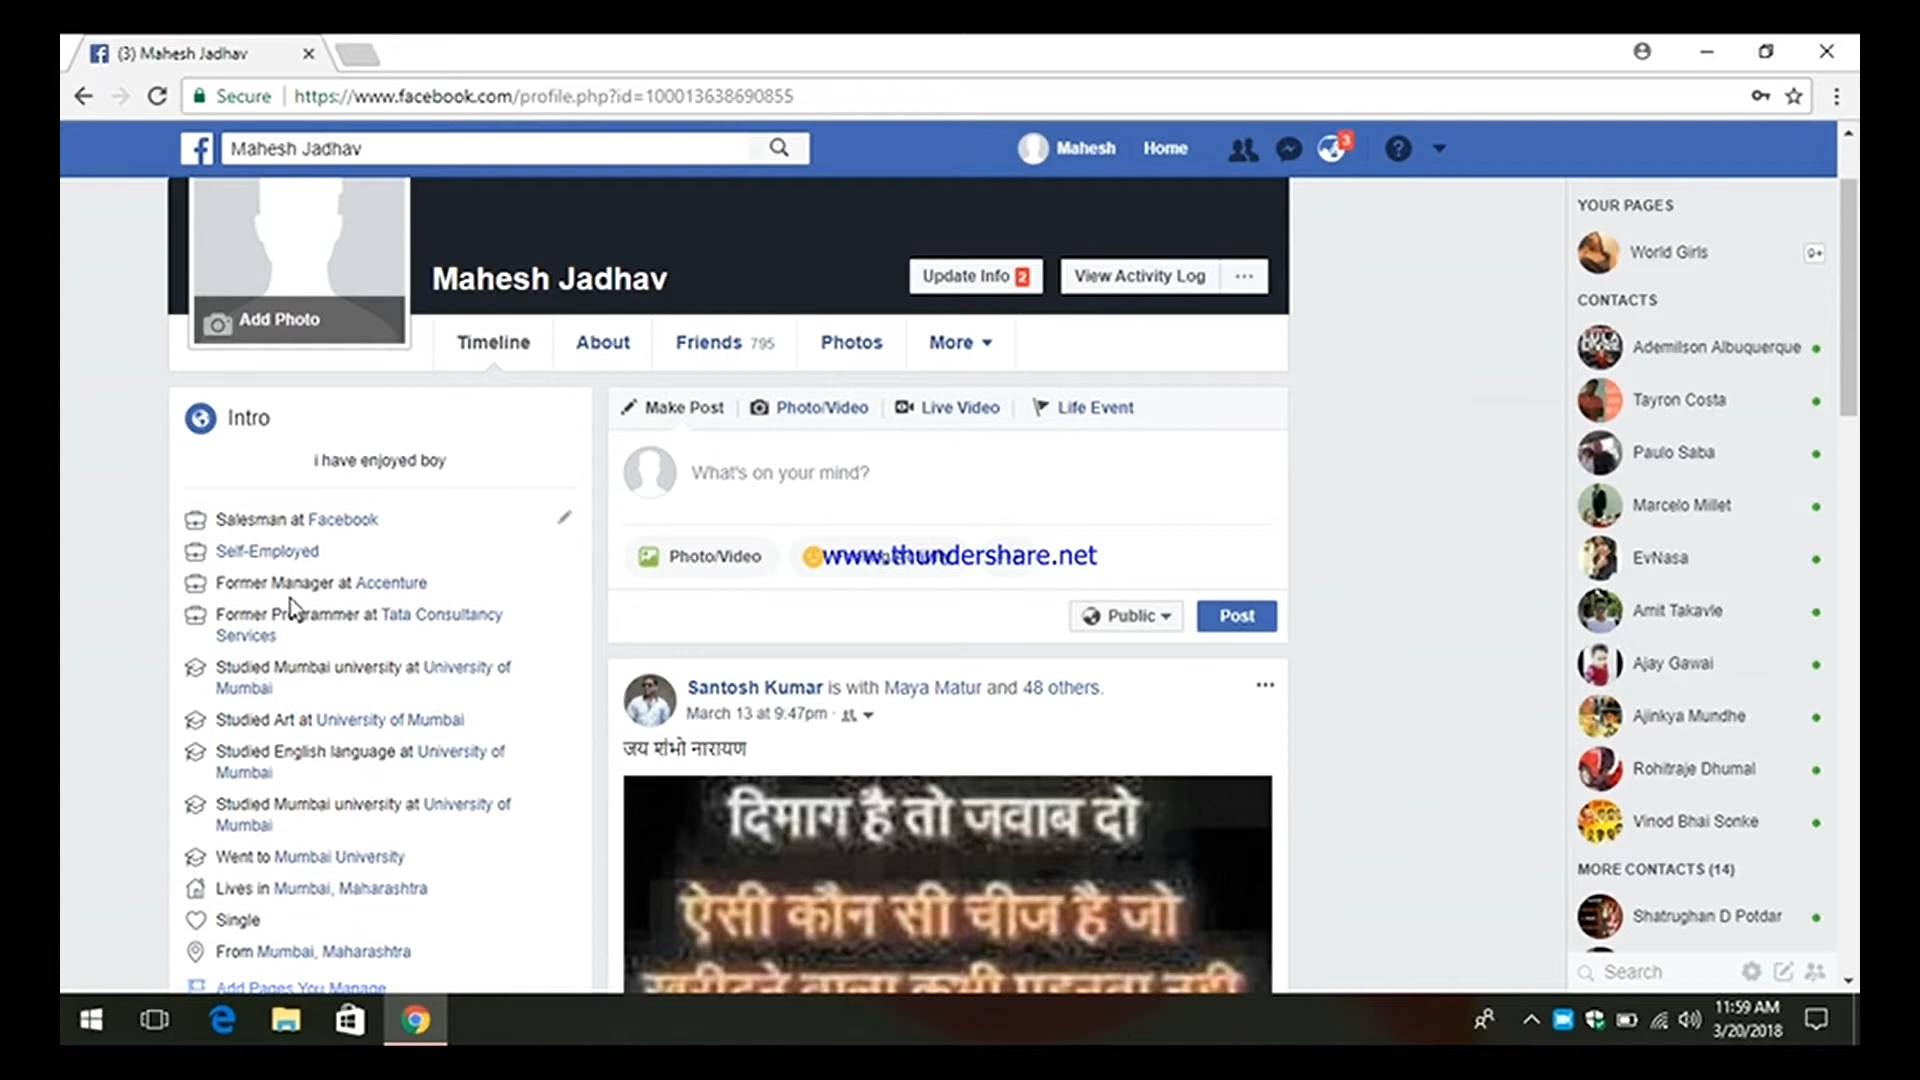 (3) Mahesh Jadhav
Secure https://www.facebook.com/profile.php?id=100013638690855
Mahesh Jadhav
Mahesh Home 3
Mahesh Jadhav
Update Info 2
View Activity Log
Add Photo
Timeline About Friends 795 Photos More
Intro
i have enjoyed boy
Salesman at Facebook
Self-Employed
Former Manager at Accenture
Former Programmer at Tata Consultancy
Services
Studied Mumbai university at University of
Mumbai
Studied Art at University of Mumbai
Studied English language at University of
Mumbai
Studied Mumbai university at University of
Mumbai
Went to Mumbai University
Lives in Mumbai, Maharashtra
Single
From Mumbai, Maharashtra
Add Pages You Manage
Make Post Photo/Video Live Video Life Event
What's on your mind?
Photo/Video
www.thundershare.net
Public Post
Santosh Kumar is with Maya Matur and 48 others.
March 13 at 9:47pm
जय शंभो नारायण
दिमाग है तो जवाब दो
ऐसी कौन सी चीज है जो
YOUR PAGES
World Girls 9+
CONTACTS
Ademilson Albuquerque
Tayron Costa
Paulo Saba
Marcelo Millet
EvNasa
Amit Takavle
Ajay Gawai
Ajinkya Mundhe
Rohitraje Dhumal
Vinod Bhai Sonke
MORE CONTACTS (14)
Shatrughan D Potdar
Search
11:59 AM
3/20/2018